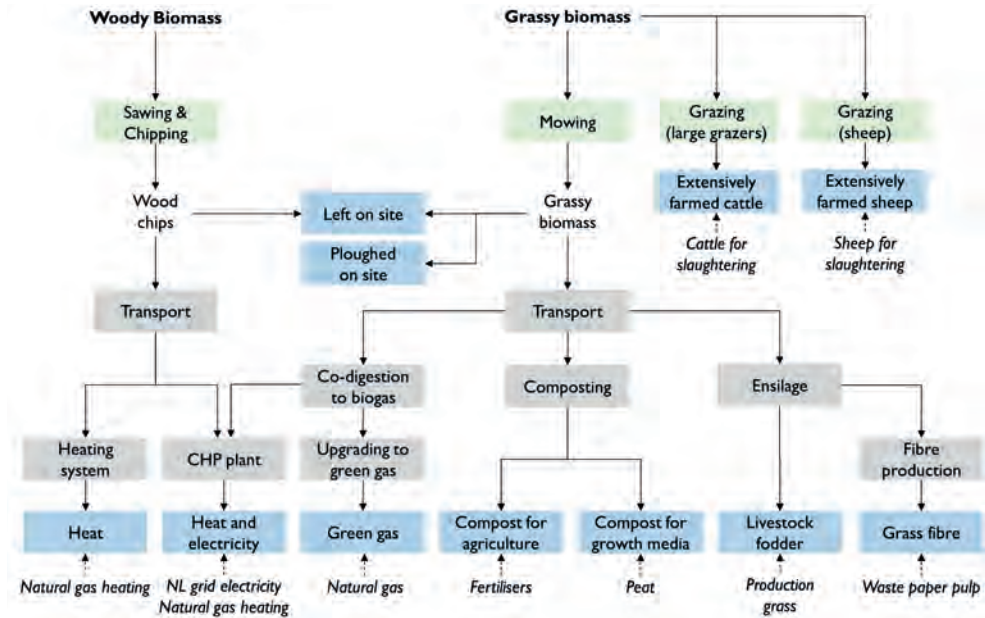 Woody Biomass
Grassy biomass
Sawing &
Chipping
Mowing
Grazing
(large grazers)
Grazing
(sheep)
Wood
chips
Left on site
Grassy
biomass
Extensively
farmed cattle
Extensively
farmed sheep
Ploughed
on site
Cattle for
slaughtering
Sheep for
slaughtering
Transport
Transport
Co-digestion
to biogas
Composting
Ensilage
Heating
system
CHP plant
Upgrading to
green gas
Fibre
production
Heat
Heat and
electricity
Green gas
Compost for
agriculture
Compost for
growth media
Livestock
fodder
Grass fibre
Natural gas heating
NL grid electricity
Natural gas heating
Natural gas
Fertilisers
Peat
Production
grass
Waste paper pulp